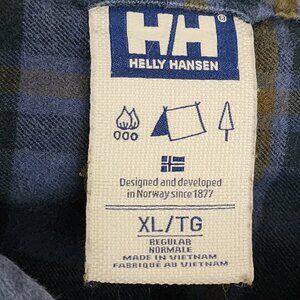 HH
HELLY HANSEN
Designed and developed
in Norway since 1877
XL/TG
REGULAR
NORMALE
MADE IN VIETNAM
FABRIQUÉ AU VIETNAM